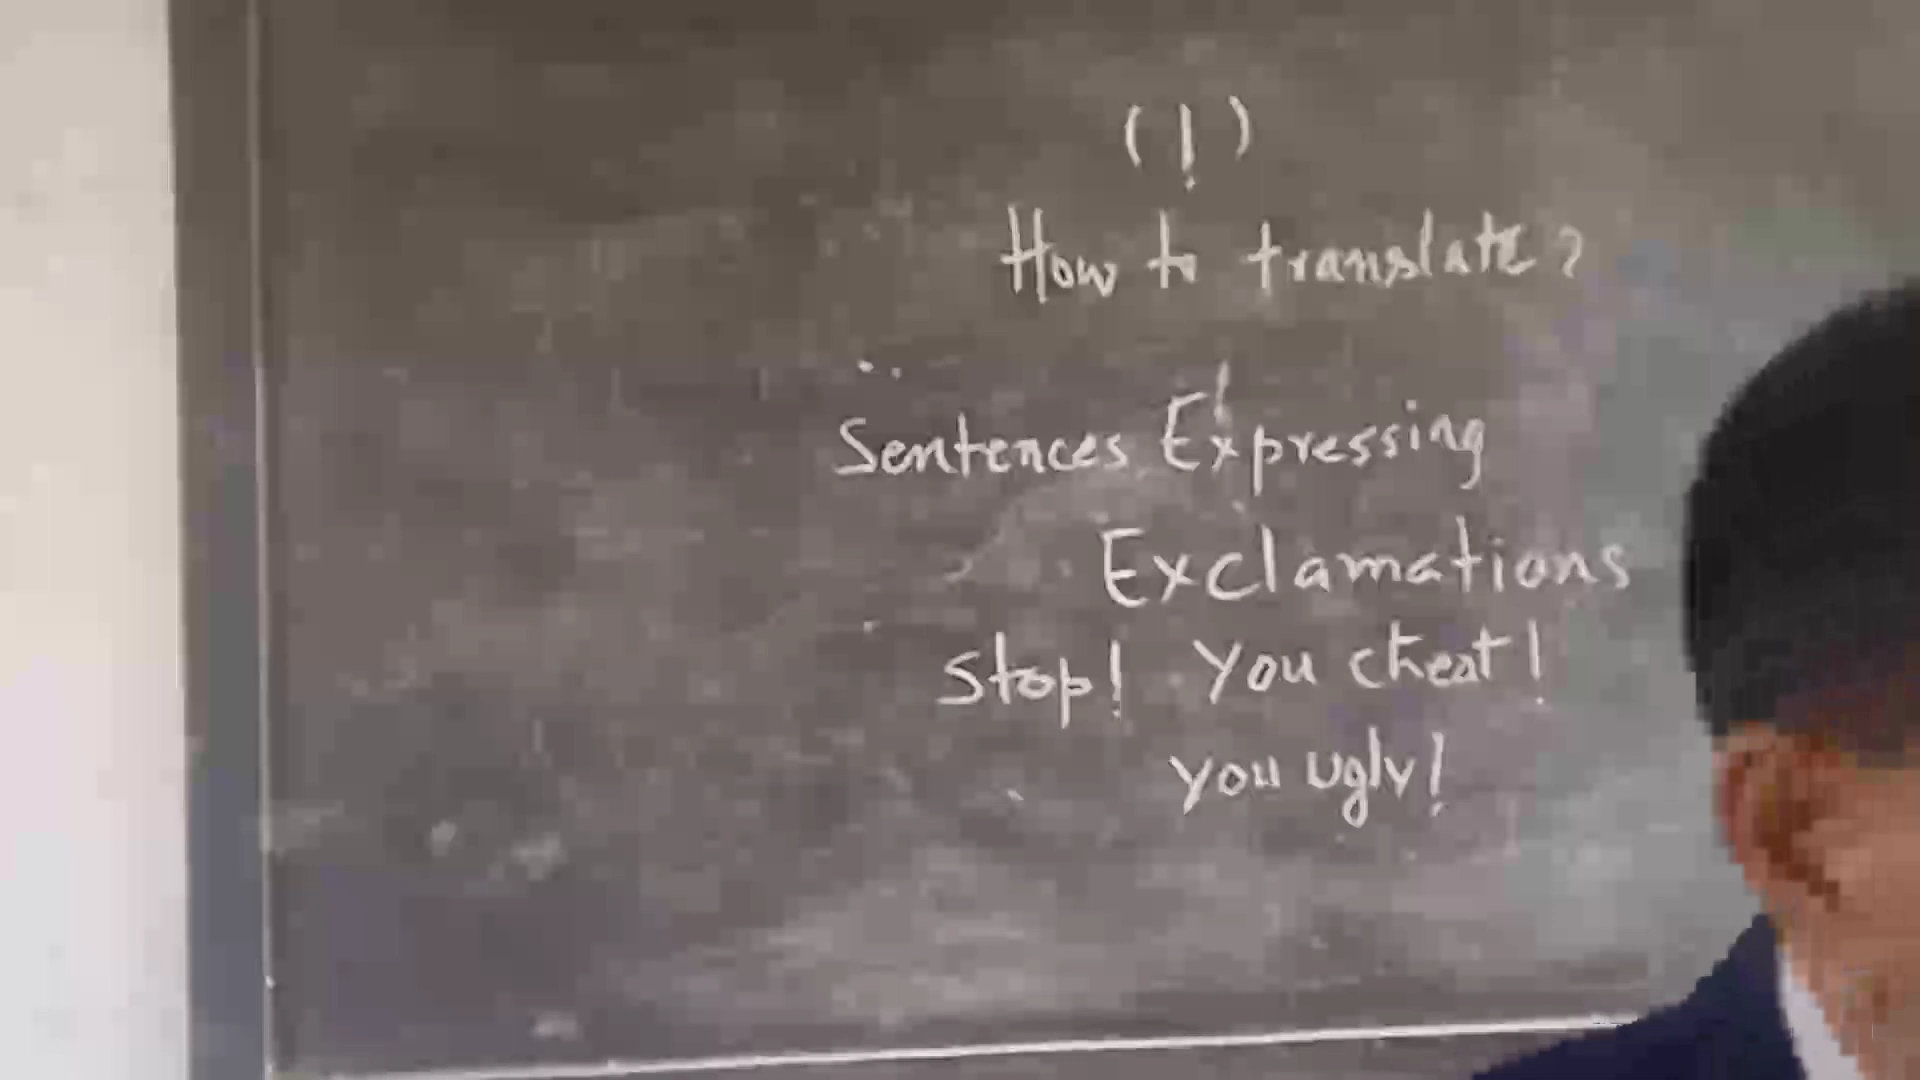 (!)
How to translate?
Sentences Expressing
Exclamations
Stop! You cheat!
you ugly!